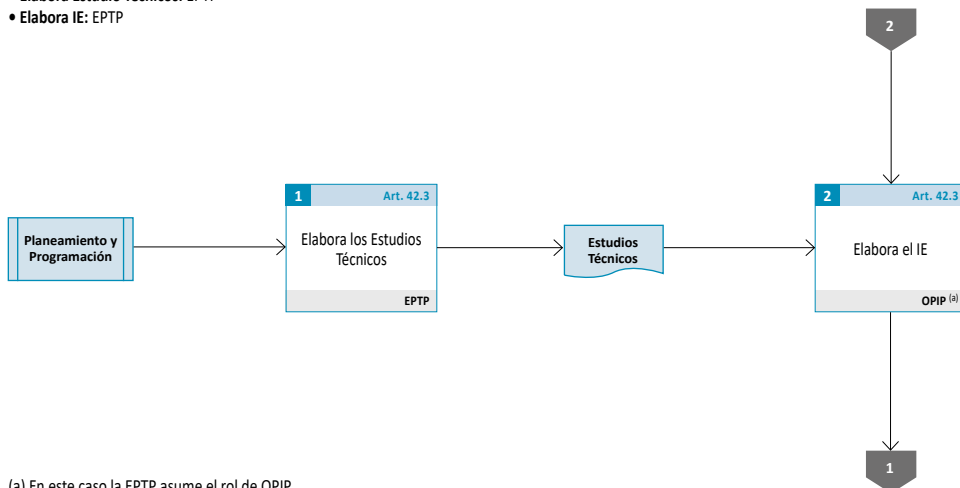 • Elabora IE: EPTP
2
1 Art. 42.3
2 Art. 42.3
Planeamiento y
Programación
Elabora los Estudios
Técnicos
Estudios
Técnicos
Elabora el IE
EPTP
OPIP (a)
1
(a) En este caso la EPTP asume el rol de OPIP